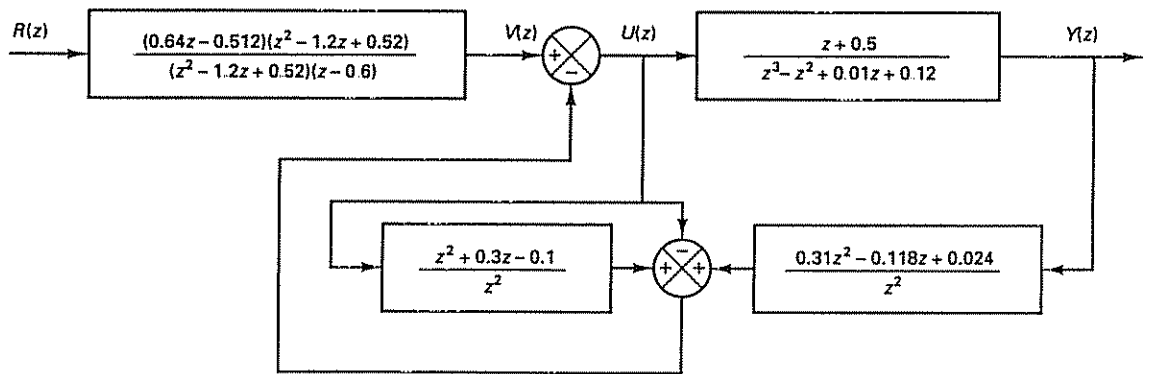 R(z)
(0.64z – 0.512)(z² – 1.2z + 0.52)
(z² – 1.2z + 0.52)(z – 0.6)
V(z)
+
–
U(z)
z + 0.5
z³ – z² + 0.01z + 0.12
Y(z)
z² + 0.3z – 0.1
z²
–
+ +
0.31z² – 0.118z + 0.024
z²